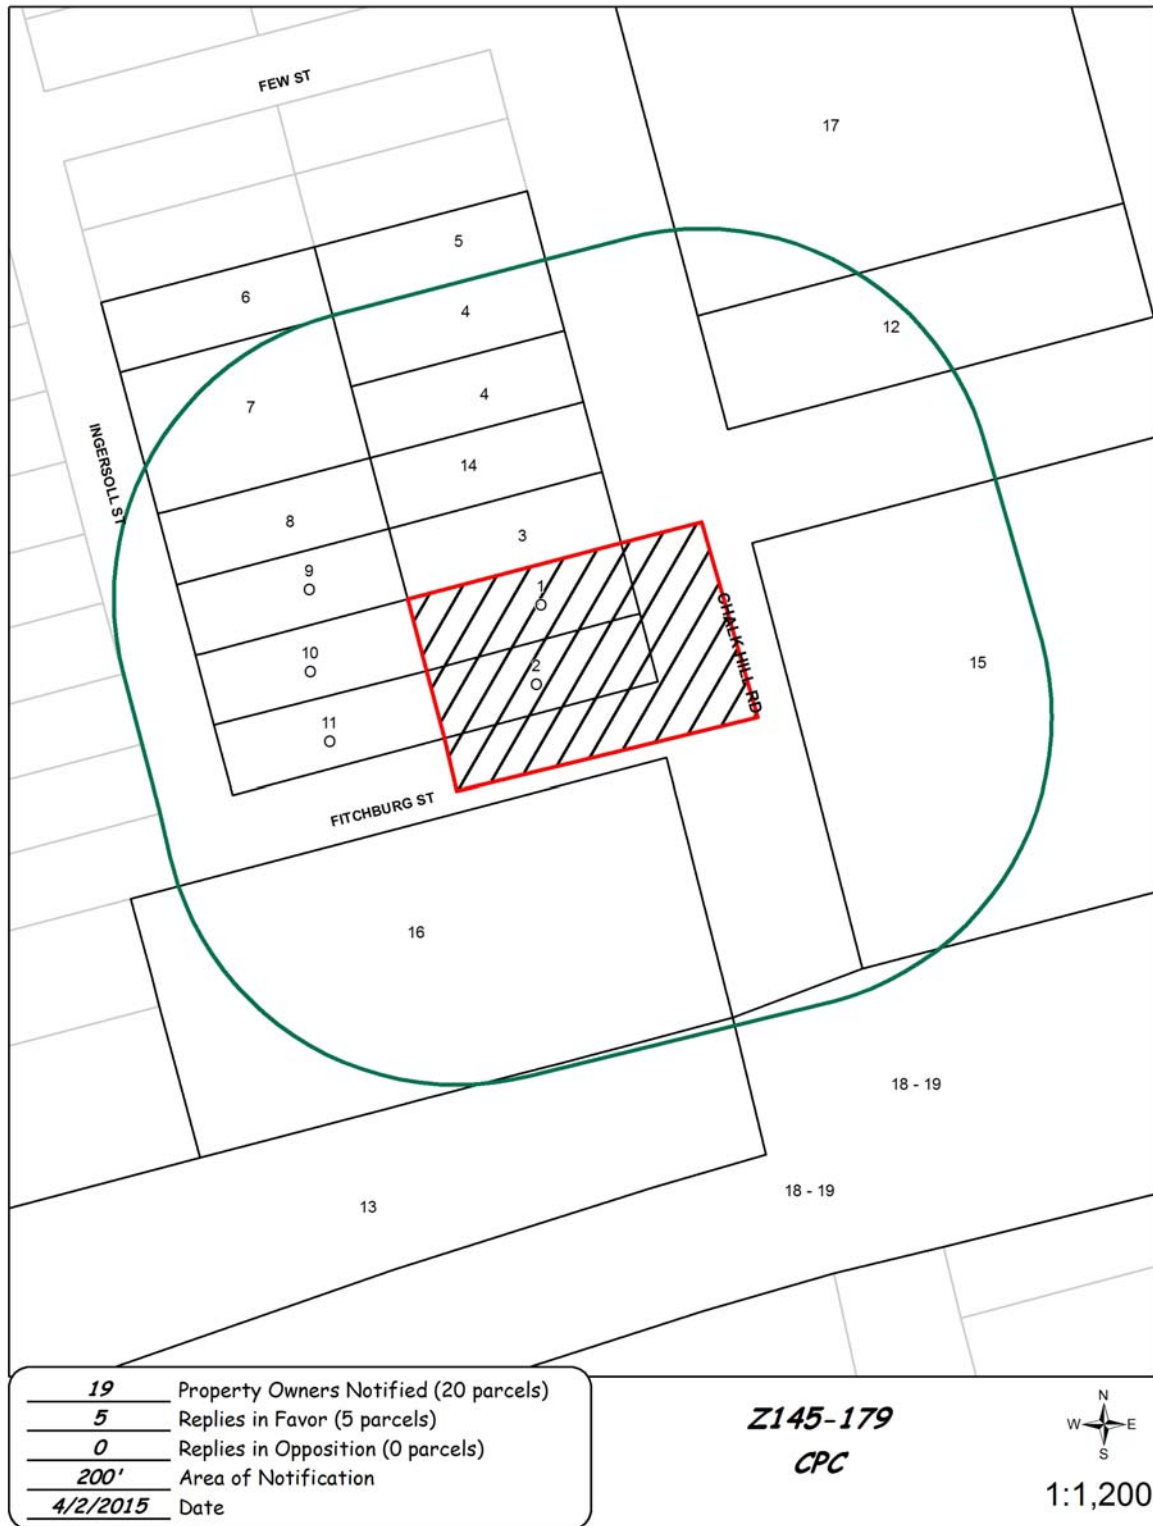 FEW ST
17
5
6
4
12
7
4
INGERSOLL ST
14
8
3
9
1
10
2
CHALK HILL RD
15
11
FITCHBURG ST
16
18 - 19
18 - 19
13
19 Property Owners Notified (20 parcels)
5 Replies in Favor (5 parcels)
0 Replies in Opposition (0 parcels)
200' Area of Notification
4/2/2015 Date
Z145-179
CPC
N
W E
S
1:1,200